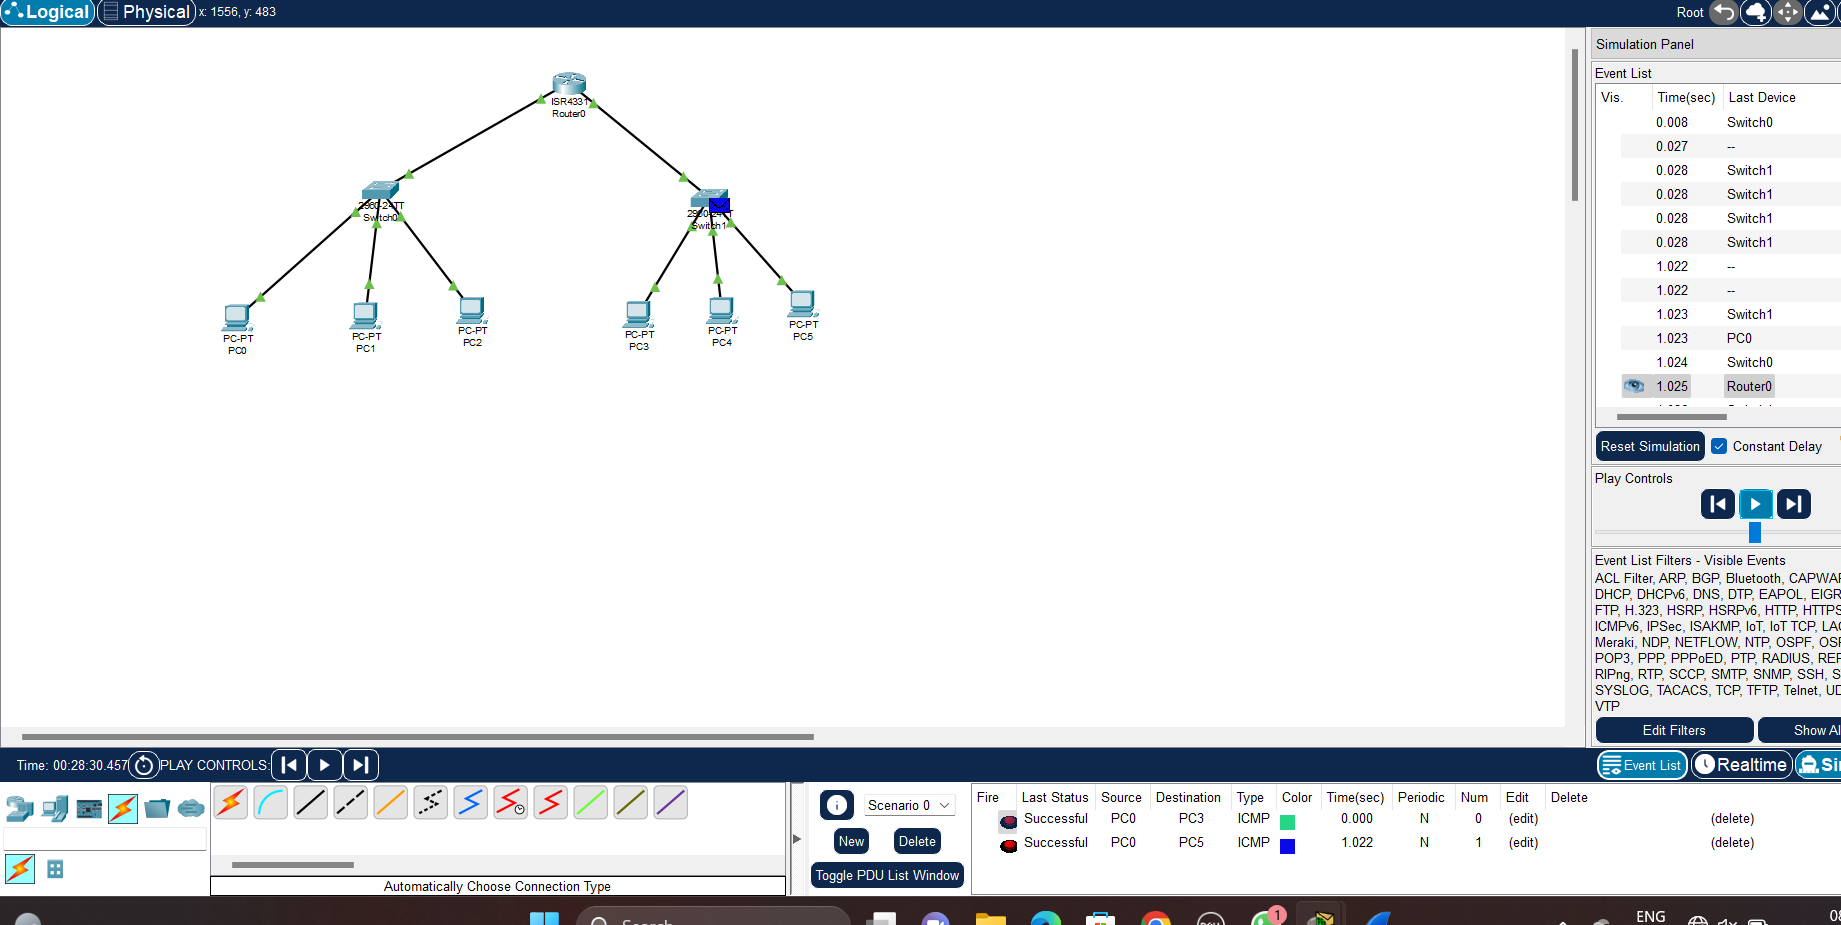 Logical Physical x: 1556, y: 483 Root
Simulation Panel
Event List
Vis. Time(sec) Last Device
0.008 Switch0
0.027 --
0.028 Switch1
0.028 Switch1
0.028 Switch1
0.028 Switch1
1.022 --
1.022 --
1.023 Switch1
1.023 PC0
1.024 Switch0
1.025 Router0
Reset Simulation Constant Delay
Play Controls
Event List Filters - Visible Events
ACL Filter, ARP, BGP, Bluetooth, CAPWAP
DHCP, DHCPv6, DNS, DTP, EAPOL, EIGR
FTP, H.323, HSRP, HSRPv6, HTTP, HTTPS
ICMPv6, IPSec, ISAKMP, IoT, IoT TCP, LAC
Meraki, NDP, NETFLOW, NTP, OSPF, OSP
POP3, PPP, PPPoED, PTP, RADIUS, REP
RIPng, RTP, SCCP, SMTP, SNMP, SSH, S
SYSLOG, TACACS, TCP, TFTP, Telnet, UD
VTP
Edit Filters Show Al
ISR4331
Router0
2960-24TT
Switch0
2960-24TT
Switch1
PC-PT
PC0
PC-PT
PC1
PC-PT
PC2
PC-PT
PC3
PC-PT
PC4
PC-PT
PC5
Time: 00:28:30.457 PLAY CONTROLS: Event List Realtime Si
Automatically Choose Connection Type
Scenario 0
New Delete
Toggle PDU List Window
Fire Last Status Source Destination Type Color Time(sec) Periodic Num Edit Delete
Successful PC0 PC3 ICMP 0.000 N 0 (edit) (delete)
Successful PC0 PC5 ICMP 1.022 N 1 (edit) (delete)
Search 1 ENG 08